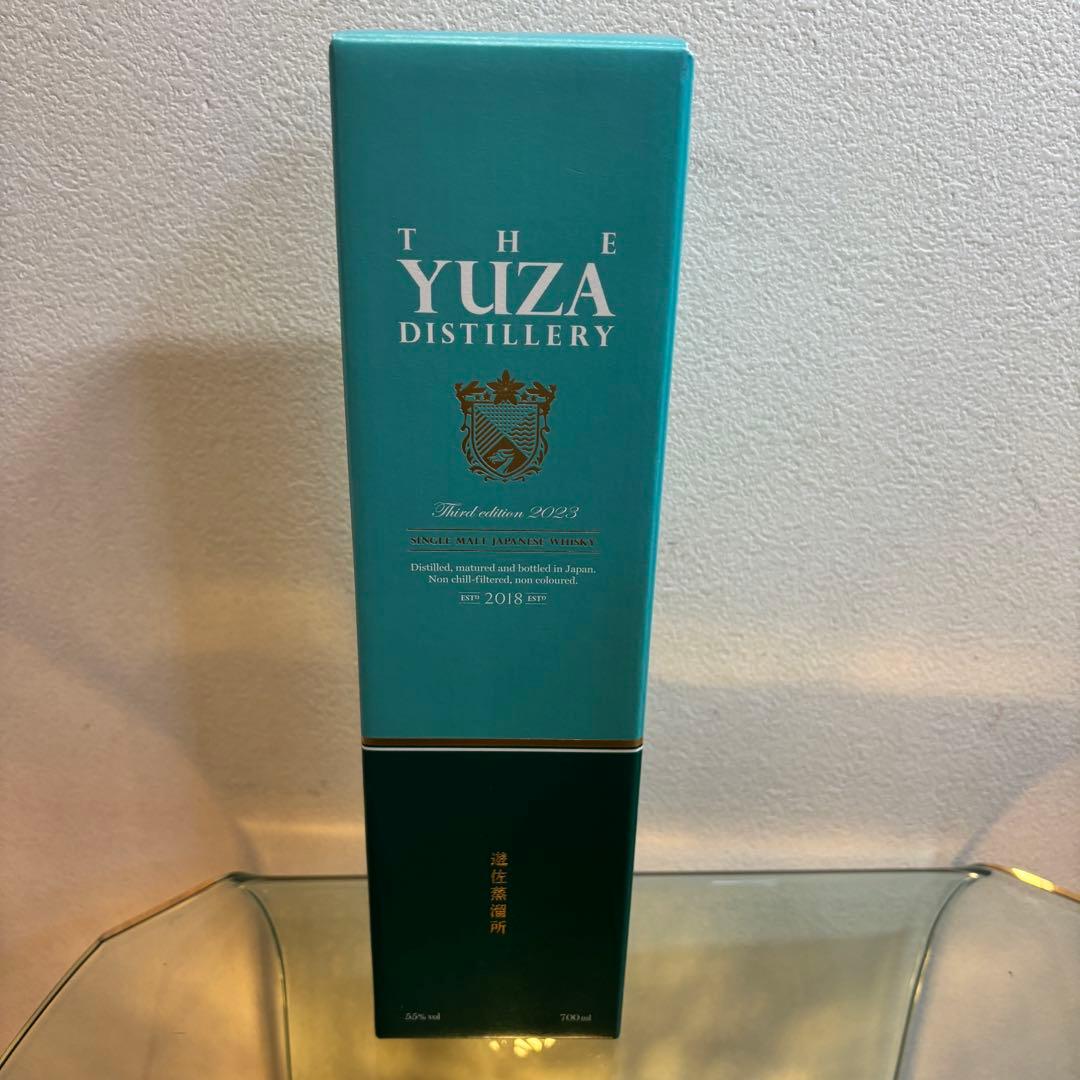 THE
YUZA
DISTILLERY
Third edition 2023
SINGLE MALT JAPANESE WHISKY
Distilled, matured and bottled in Japan.
Non chill-filtered, non coloured.
ESTD 2018 ESTD
遊佐蒸溜所
55% vol 700 ml